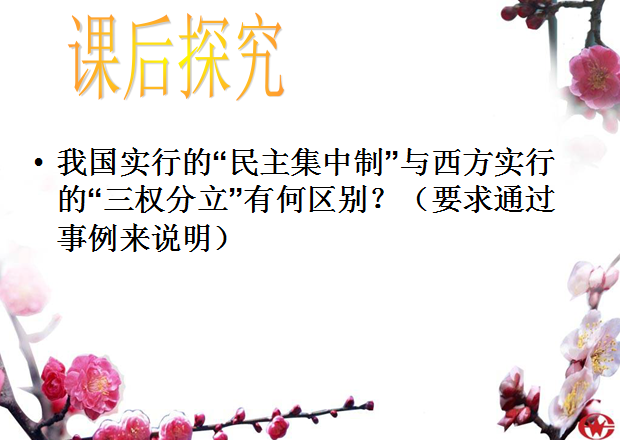 课后探究
• 我国实行的“民主集中制”与西方实行
的“三权分立”有何区别？（要求通过
事例来说明）